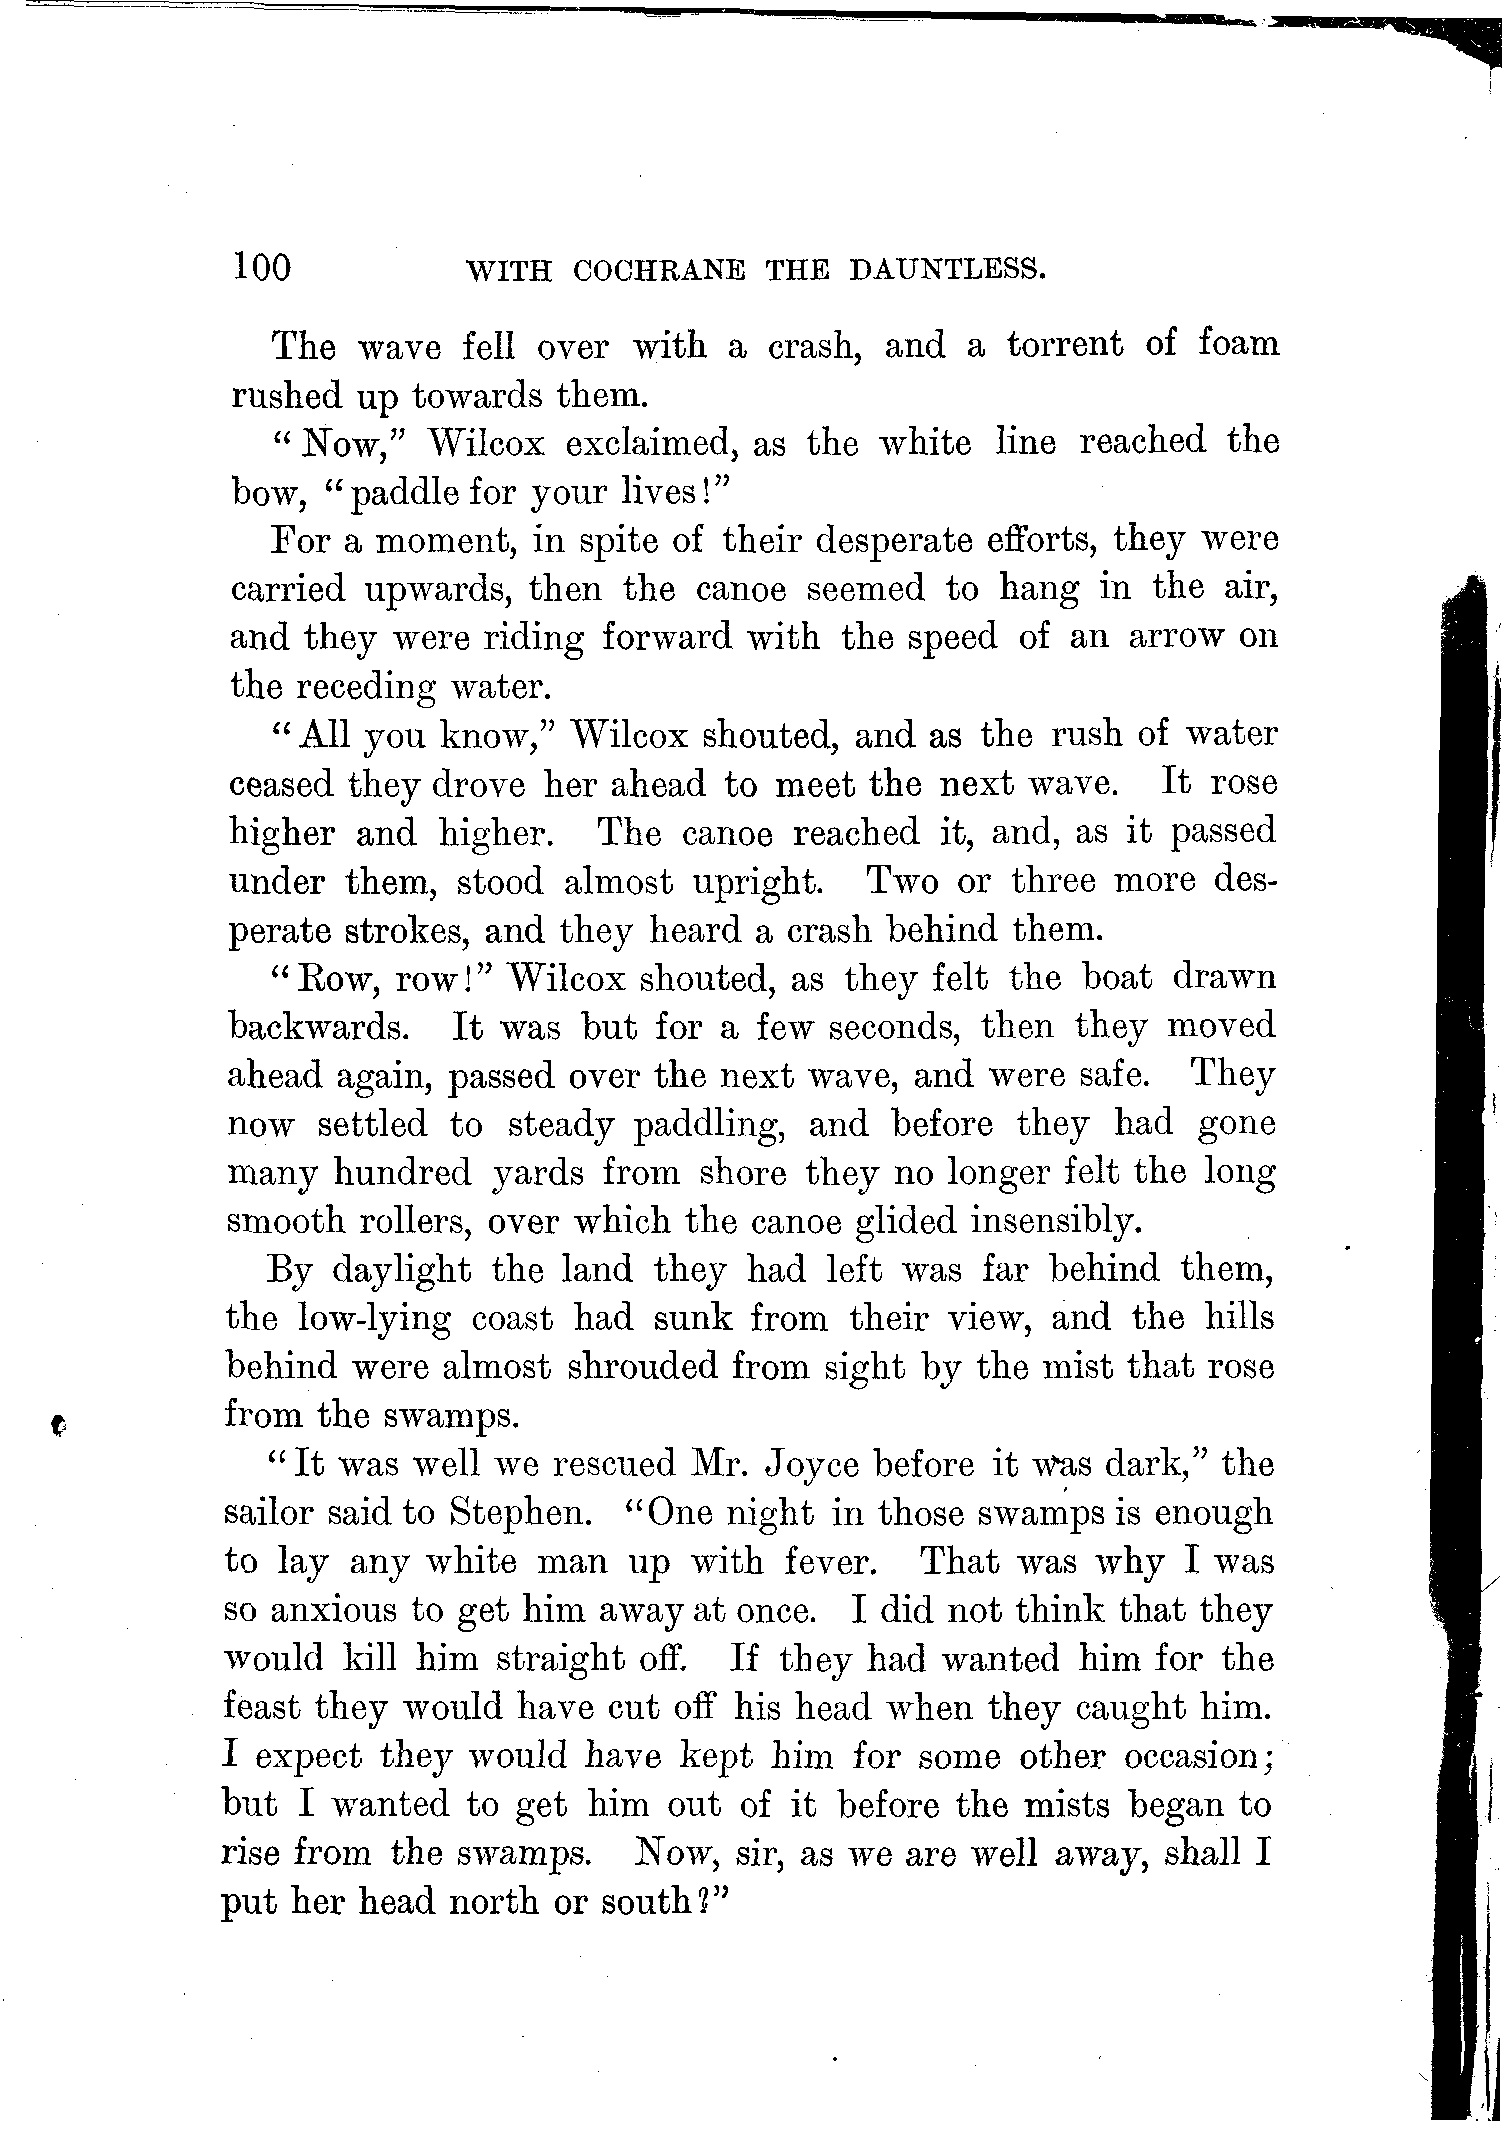 100 WITH COCHRANE THE DAUNTLESS.
The wave fell over with a crash, and a torrent of foam
rushed up towards them.
“Now,” Wilcox exclaimed, as the white line reached the
bow, “paddle for your lives!”
For a moment, in spite of their desperate efforts, they were
carried upwards, then the canoe seemed to hang in the air,
and they were riding forward with the speed of an arrow on
the receding water.
“All you know,” Wilcox shouted, and as the rush of water
ceased they drove her ahead to meet the next wave. It rose
higher and higher. The canoe reached it, and, as it passed
under them, stood almost upright. Two or three more des-
perate strokes, and they heard a crash behind them.
“Row, row!” Wilcox shouted, as they felt the boat drawn
backwards. It was but for a few seconds, then they moved
ahead again, passed over the next wave, and were safe. They
now settled to steady paddling, and before they had gone
many hundred yards from shore they no longer felt the long
smooth rollers, over which the canoe glided insensibly.
By daylight the land they had left was far behind them,
the low-lying coast had sunk from their view, and the hills
behind were almost shrouded from sight by the mist that rose
from the swamps.
“It was well we rescued Mr. Joyce before it was dark,” the
sailor said to Stephen. “One night in those swamps is enough
to lay any white man up with fever. That was why I was
so anxious to get him away at once. I did not think that they
would kill him straight off. If they had wanted him for the
feast they would have cut off his head when they caught him.
I expect they would have kept him for some other occasion;
but I wanted to get him out of it before the mists began to
rise from the swamps. Now, sir, as we are well away, shall I
put her head north or south?”